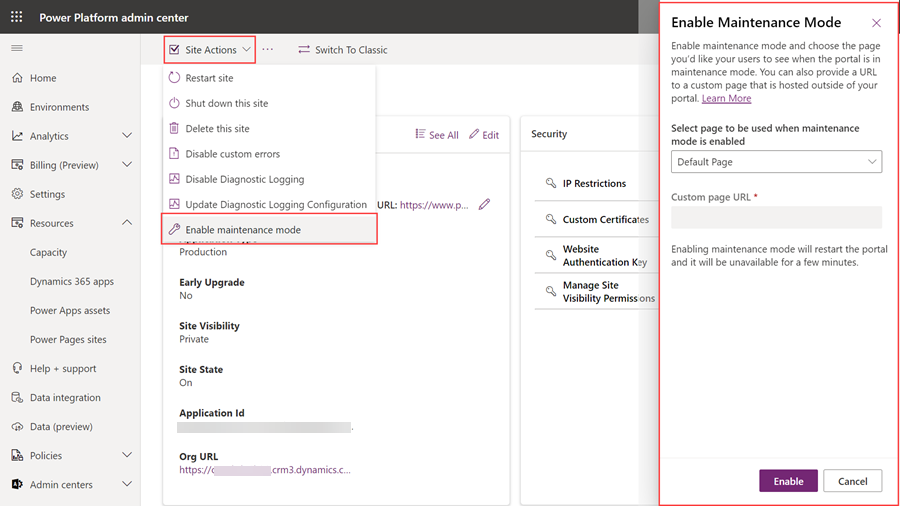 Power Platform admin center
Home
Environments
Analytics
Billing (Preview)
Settings
Resources
Capacity
Dynamics 365 apps
Power Apps assets
Power Pages sites
Help + support
Data integration
Data (preview)
Policies
Admin centers
Site Actions
Switch To Classic
Restart site
Shut down this site
Delete this site
Disable custom errors
Disable Diagnostic Logging
Update Diagnostic Logging Configuration
Enable maintenance mode
See All
Edit
URL: https://www.p...
Application Type
Production
Early Upgrade
No
Site Visibility
Private
Site State
On
Application Id
.
Org URL
https://c .crm3.dynamics.c...
Security
IP Restrictions
Custom Certificates
Website
Authentication Key
Manage Site
Visibility Permissions
Enable Maintenance Mode
Enable maintenance mode and choose the page
you'd like your users to see when the portal is in
maintenance mode. You can also provide a URL
to a custom page that is hosted outside of your
portal. Learn More
Select page to be used when maintenance
mode is enabled
Default Page
Custom page URL *
Enabling maintenance mode will restart the portal
and it will be unavailable for a few minutes.
Enable
Cancel